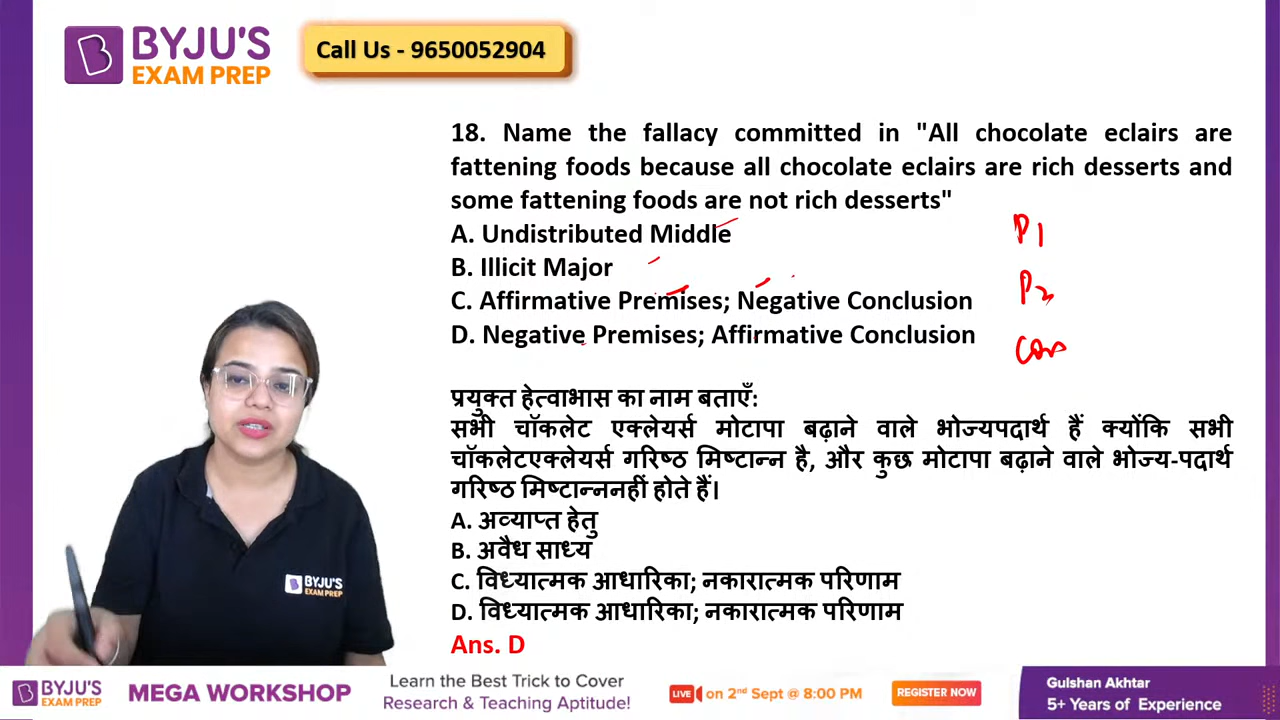 BYJU'S
EXAM PREP
Call Us - 9650052904
18. Name the fallacy committed in "All chocolate eclairs are
fattening foods because all chocolate eclairs are rich desserts and
some fattening foods are not rich desserts"
A. Undistributed Middle
B. Illicit Major
C. Affirmative Premises; Negative Conclusion
D. Negative Premises; Affirmative Conclusion
P1
P2
Con
प्रयुक्त हेत्वाभास का नाम बताएँ:
सभी चॉकलेट एक्लेयर्स मोटापा बढ़ाने वाले भोज्यपदार्थ हैं क्योंकि सभी
चॉकलेटएक्लेयर्स गरिष्ठ मिष्टान्न है, और कुछ मोटापा बढ़ाने वाले भोज्य-पदार्थ
गरिष्ठ मिष्टान्ननहीं होते हैं।
A. अव्याप्त हेतु
B. अवैध साध्य
C. विध्यात्मक आधारिका; नकारात्मक परिणाम
D. विध्यात्मक आधारिका; नकारात्मक परिणाम
Ans. D
BYJU'S
EXAM PREP
BYJU'S
EXAM PREP
MEGA WORKSHOP
Learn the Best Trick to Cover
Research & Teaching Aptitude!
LIVE on 2nd Sept @ 8:00 PM
REGISTER NOW
Gulshan Akhtar
5+ Years of Experience